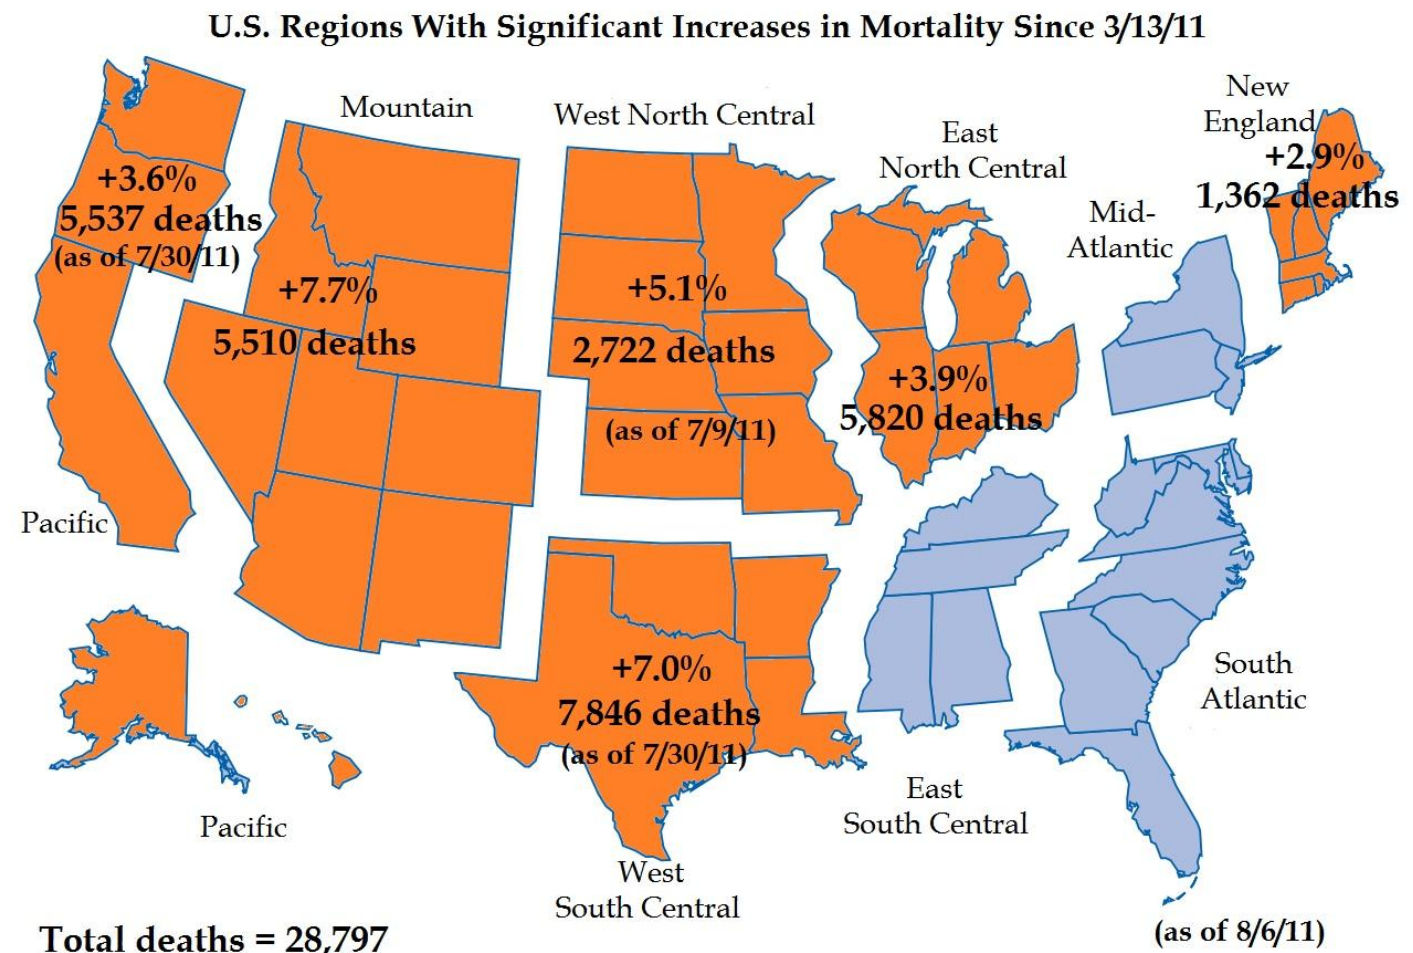 U.S. Regions With Significant Increases in Mortality Since 3/13/11
Mountain
West North Central
East
North Central
New
England
+2.9%
1,362 deaths
Mid-
Atlantic
+3.6%
5,537 deaths
(as of 7/30/11)
+7.7%
5,510 deaths
+5.1%
2,722 deaths
(as of 7/9/11)
+3.9%
5,820 deaths
Pacific
+7.0%
7,846 deaths
(as of 7/30/11)
South
Atlantic
Pacific
East
South Central
West
South Central
Total deaths = 28,797
(as of 8/6/11)